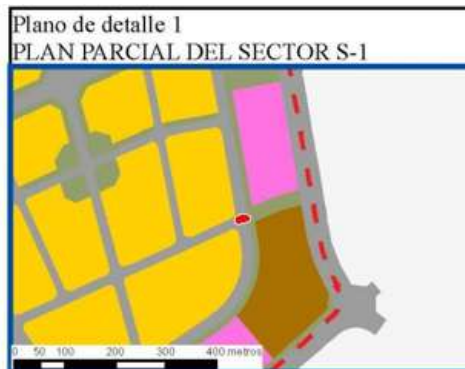 Plano de detalle 1
PLAN PARCIAL DEL SECTOR S-1
0 50 100 200 300 400 metros